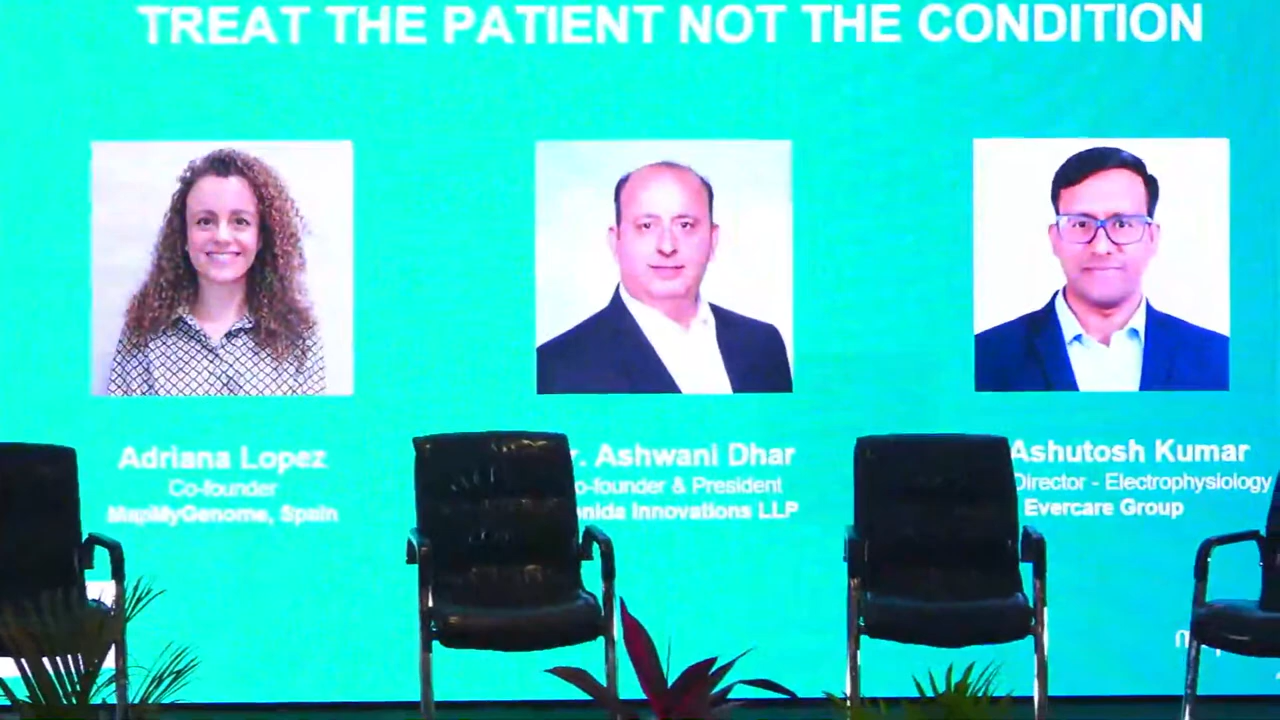 TREAT THE PATIENT NOT THE CONDITION
Adriana Lopez
Co-founder
MapMyGenome, Spain
r. Ashwani Dhar
o-founder & President
nida Innovations LLP
Ashutosh Kumar
Director - Electrophysiology
Evercare Group